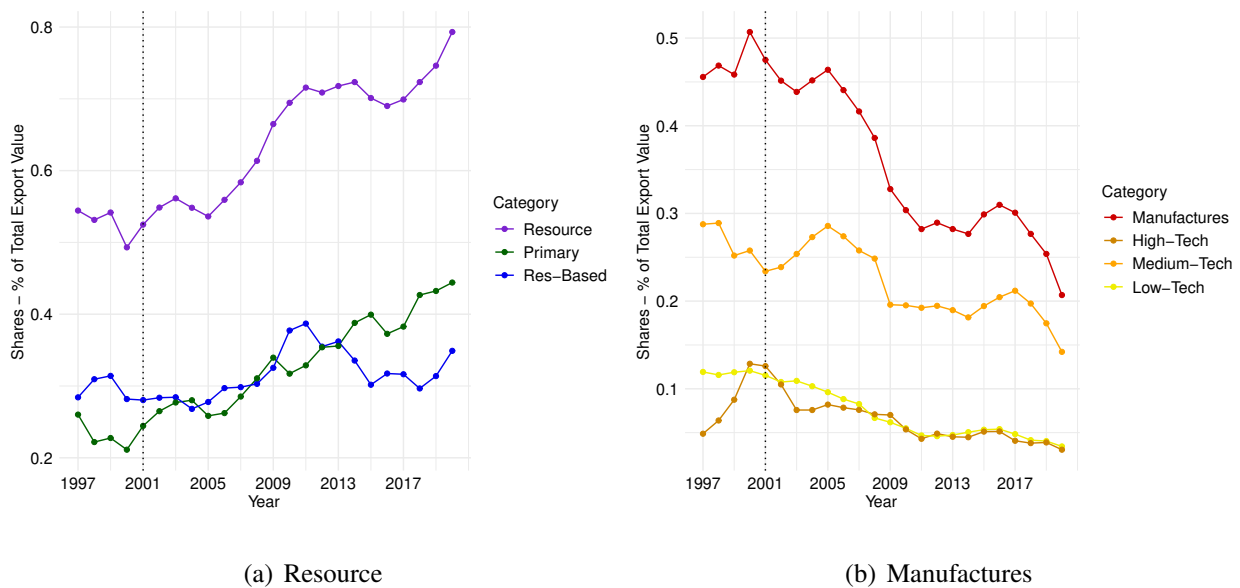 Shares – % of Total Export Value
0.8
0.6
0.4
0.2
1997 2001 2005 2009 2013 2017
Year
Category
Resource
Primary
Res−Based
(a) Resource
Shares – % of Total Export Value
0.5
0.4
0.3
0.2
0.1
1997 2001 2005 2009 2013 2017
Year
Category
Manufactures
High−Tech
Medium−Tech
Low−Tech
(b) Manufactures